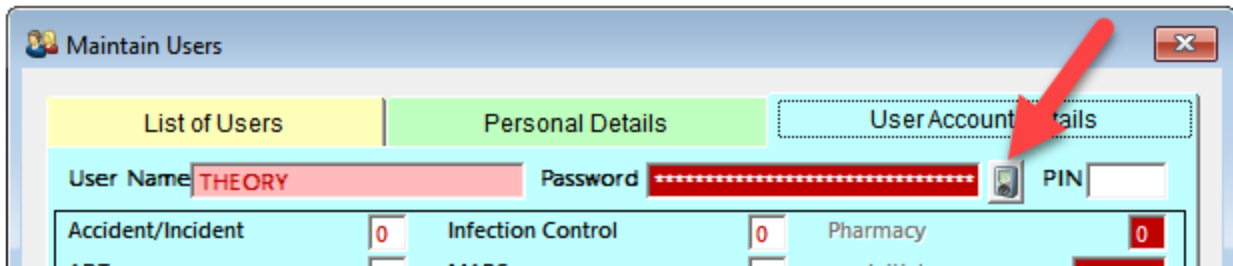 Maintain Users
List of Users Personal Details User Account Details
User Name THEORY Password ********************************** PIN
Accident/Incident 0 Infection Control 0 Pharmacy 0